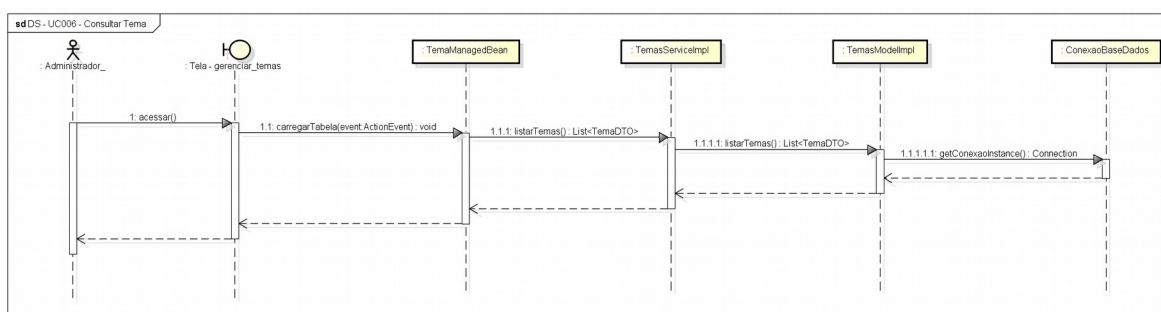 sd DS - UC006 - Consultar Tema
: Administrador_
: Tela - gerenciar_temas
: TemaManagedBean
: TemasServiceImpl
: TemasModelImpl
: ConexaoBaseDados
1: acessar()
1.1: carregarTabela(event:ActionEvent) : void
1.1.1: listarTemas() : List<TemaDTO>
1.1.1.1: listarTemas() : List<TemaDTO>
1.1.1.1.1: getConexaoInstance() : Connection